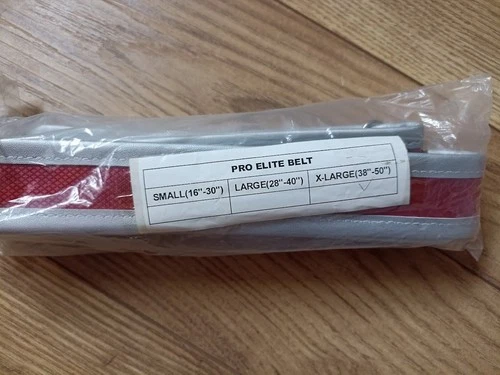 PRO ELITE BELT
SMALL(16"-30") LARGE(28"-40") X-LARGE(38"-50")